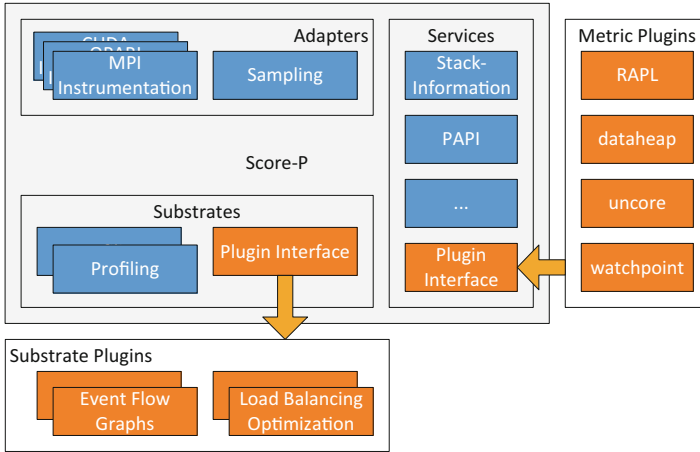 Adapters
MPI
Instrumentation
Sampling
Services
Stack-
Information
PAPI
...
Plugin
Interface
Metric Plugins
RAPL
dataheap
uncore
watchpoint
Score-P
Substrates
Profiling
Plugin Interface
Substrate Plugins
Event Flow
Graphs
Load Balancing
Optimization